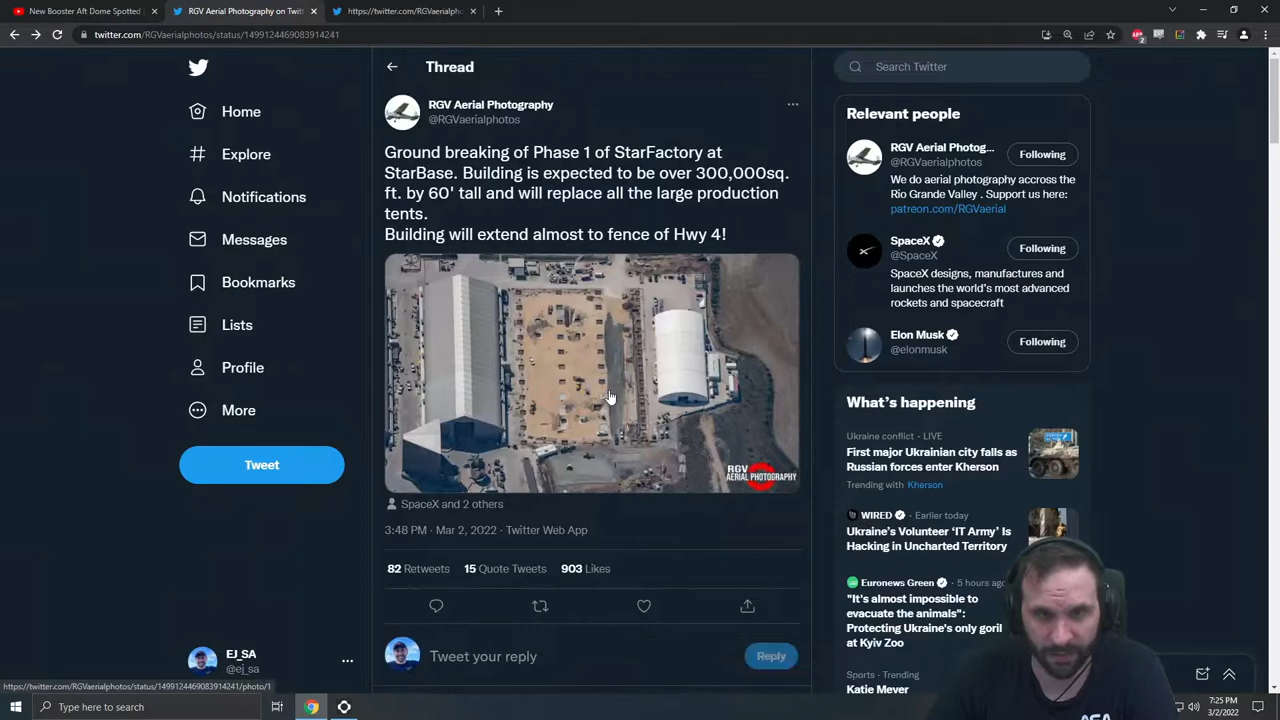 New Booster Aft Dome Spotted
RGV Aerial Photography on Twitt
https://twitter.com/RGVaerialph
twitter.com/RGVaerialphotos/status/1499124469083914241
2
Thread
Search Twitter
Home
Explore
Notifications
Messages
Bookmarks
Lists
Profile
More
Tweet
EJ_SA
@ej_sa
RGV Aerial Photography
@RGVaerialphotos
Ground breaking of Phase 1 of StarFactory at
StarBase. Building is expected to be over 300,000sq.
ft. by 60' tall and will replace all the large production
tents.
Building will extend almost to fence of Hwy 4!
RGV
AERIAL PHOTOGRAPHY
SpaceX and 2 others
3:48 PM · Mar 2, 2022 · Twitter Web App
82 Retweets 15 Quote Tweets 903 Likes
Tweet your reply
Reply
Relevant people
RGV Aerial Photog...
@RGVaerialphotos
Following
We do aerial photography accross the
Rio Grande Valley . Support us here:
patreon.com/RGVaerial
SpaceX
@SpaceX
Following
SpaceX designs, manufactures and
launches the world's most advanced
rockets and spacecraft
Elon Musk
@elonmusk
Following
What's happening
Ukraine conflict · LIVE
First major Ukrainian city falls as
Russian forces enter Kherson
Trending with Kherson
WIRED · Earlier today
Ukraine's Volunteer 'IT Army' Is
Hacking in Uncharted Territory
Euronews Green · 5 hours ago
"It's almost impossible to
evacuate the animals":
Protecting Ukraine's only goril
at Kyiv Zoo
Sports · Trending
Katie Meyer
https://twitter.com/RGVaerialphotos/status/1499124469083914241/photo/1
Type here to search
7:25 PM
3/2/2022